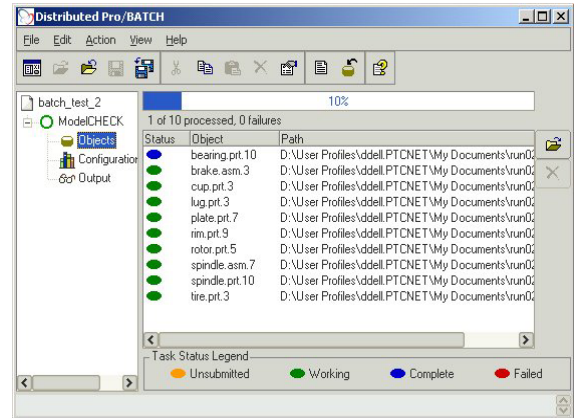 Distributed Pro/BATCH
File Edit Action View Help
batch_test_2
ModelCHECK
Objects
Configuration
Output
10%
1 of 10 processed, 0 failures
Status Object Path
bearing.prt.10 D:\User Profiles\ddell.PTCNET\My Documents\run02
brake.asm.3 D:\User Profiles\ddell.PTCNET\My Documents\run02
cup.prt.3 D:\User Profiles\ddell.PTCNET\My Documents\run02
lug.prt.3 D:\User Profiles\ddell.PTCNET\My Documents\run02
plate.prt.7 D:\User Profiles\ddell.PTCNET\My Documents\run02
rim.prt.9 D:\User Profiles\ddell.PTCNET\My Documents\run02
rotor.prt.5 D:\User Profiles\ddell.PTCNET\My Documents\run02
spindle.asm.7 D:\User Profiles\ddell.PTCNET\My Documents\run02
spindle.prt.10 D:\User Profiles\ddell.PTCNET\My Documents\run02
tire.prt.3 D:\User Profiles\ddell.PTCNET\My Documents\run02
Task Status Legend
Unsubmitted Working Complete Failed